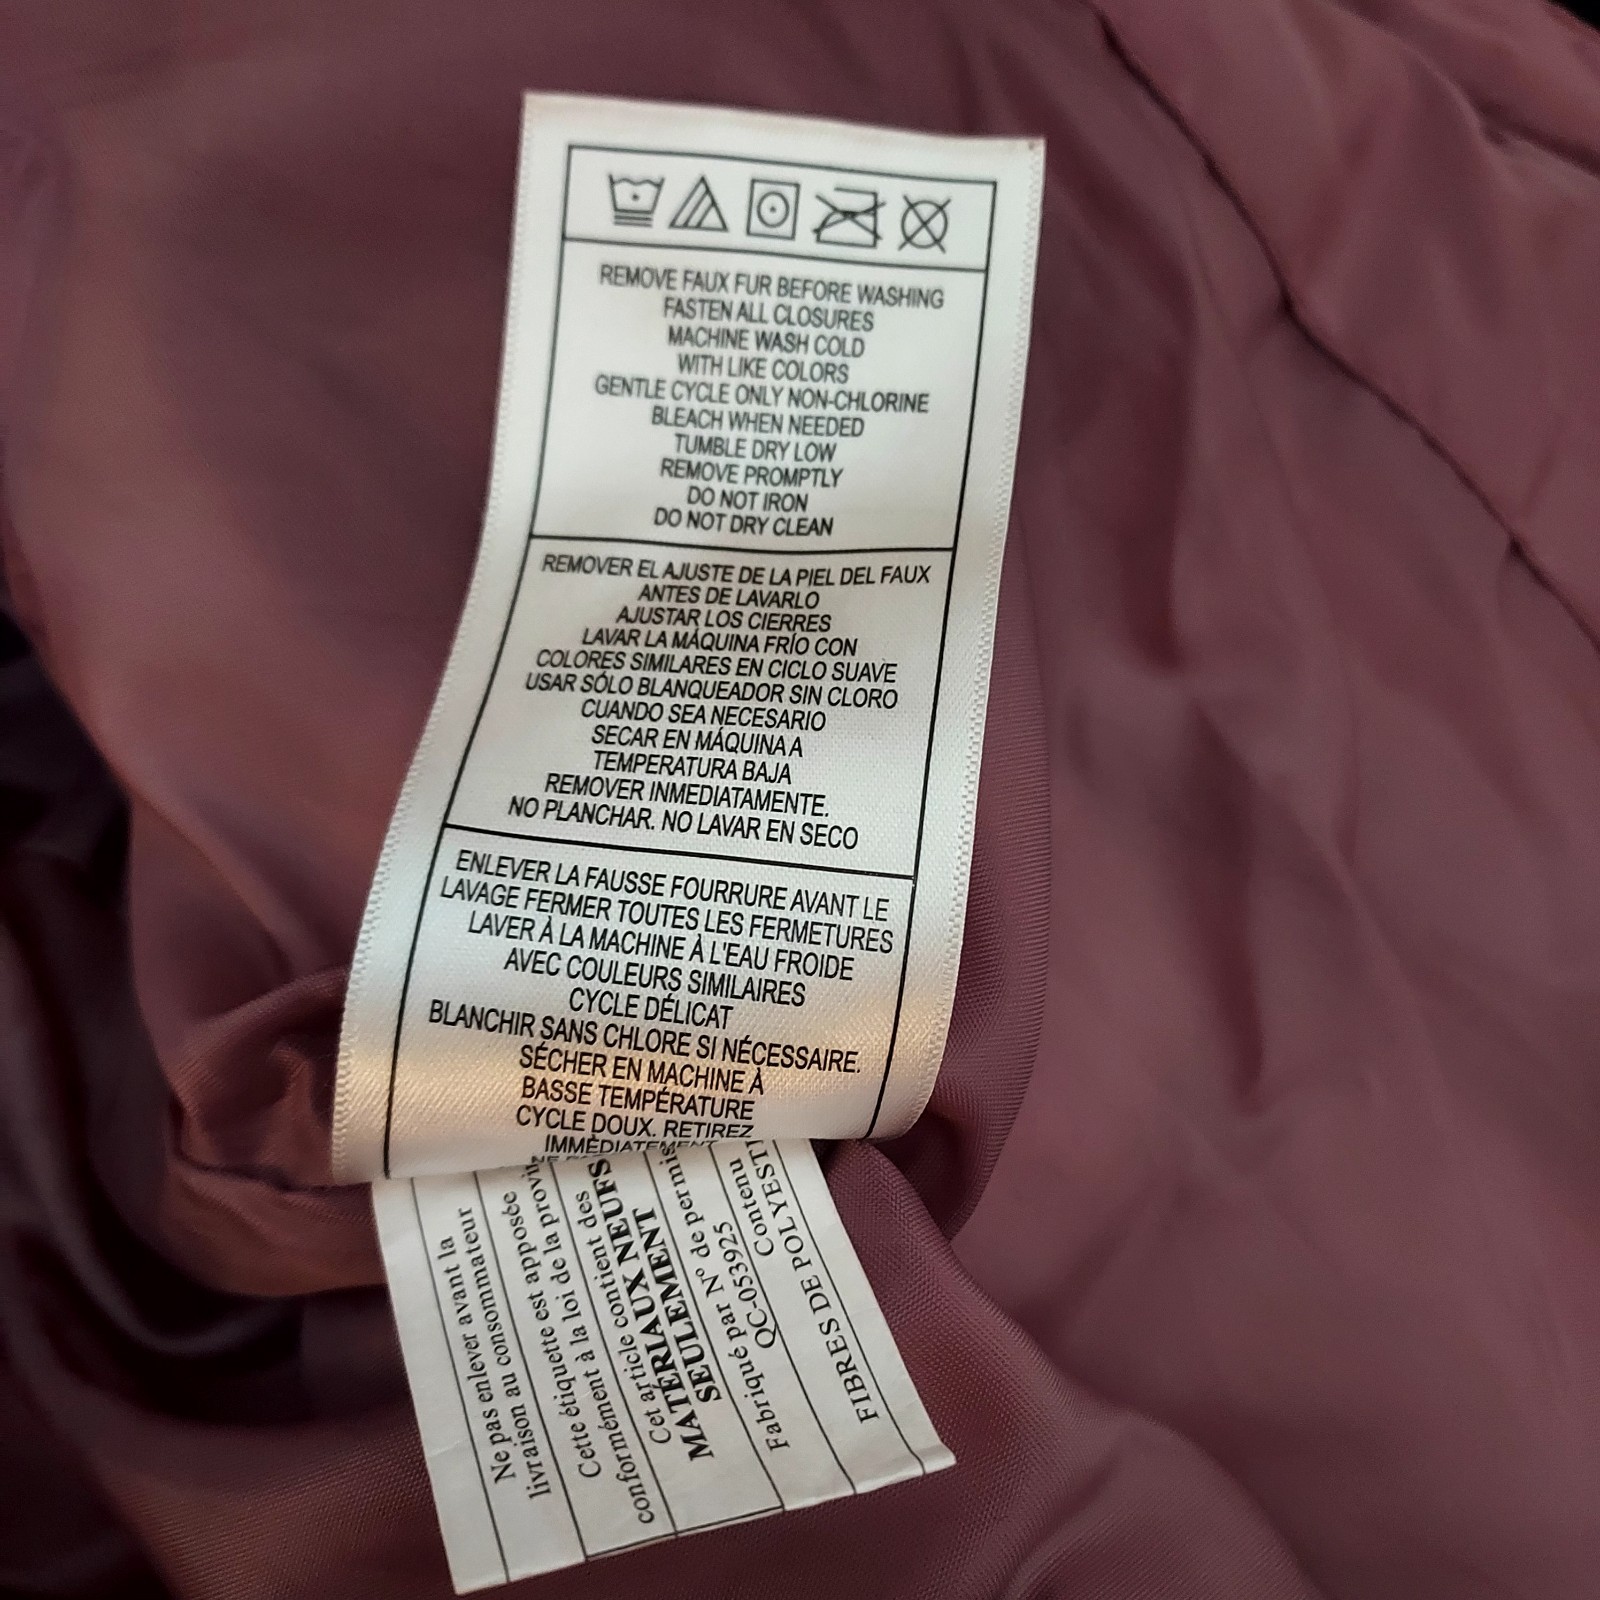 REMOVE FAUX FUR BEFORE WASHING
FASTEN ALL CLOSURES
MACHINE WASH COLD
WITH LIKE COLORS
GENTLE CYCLE ONLY NON-CHLORINE
BLEACH WHEN NEEDED
TUMBLE DRY LOW
REMOVE PROMPTLY
DO NOT IRON
DO NOT DRY CLEAN
REMOVER EL AJUSTE DE LA PIEL DEL FAUX
ANTES DE LAVARLO
AJUSTAR LOS CIERRES
LAVAR LA MÁQUINA FRÍO CON
COLORES SIMILARES EN CICLO SUAVE
USAR SÓLO BLANQUEADOR SIN CLORO
CUANDO SEA NECESARIO
SECAR EN MÁQUINA A
TEMPERATURA BAJA
REMOVER INMEDIATAMENTE.
NO PLANCHAR. NO LAVAR EN SECO
ENLEVER LA FAUSSE FOURRURE AVANT LE
LAVAGE FERMER TOUTES LES FERMETURES
LAVER À LA MACHINE À L'EAU FROIDE
AVEC COULEURS SIMILAIRES
CYCLE DÉLICAT
BLANCHIR SANS CHLORE SI NÉCESSAIRE.
SÉCHER EN MACHINE À
BASSE TEMPÉRATURE
CYCLE DOUX. RETIREZ
IMMÈDIATEMENT
Ne pas enlever avant la
livraison au consommateur
Cette étiquette est apposée
conformément à la loi de la provin
Cet article contient des
MATERIAUX NEUFS
SEULEMENT
Fabriqué par N° de permis
QC-053925
Contenu
FIBRES DE POLYEST